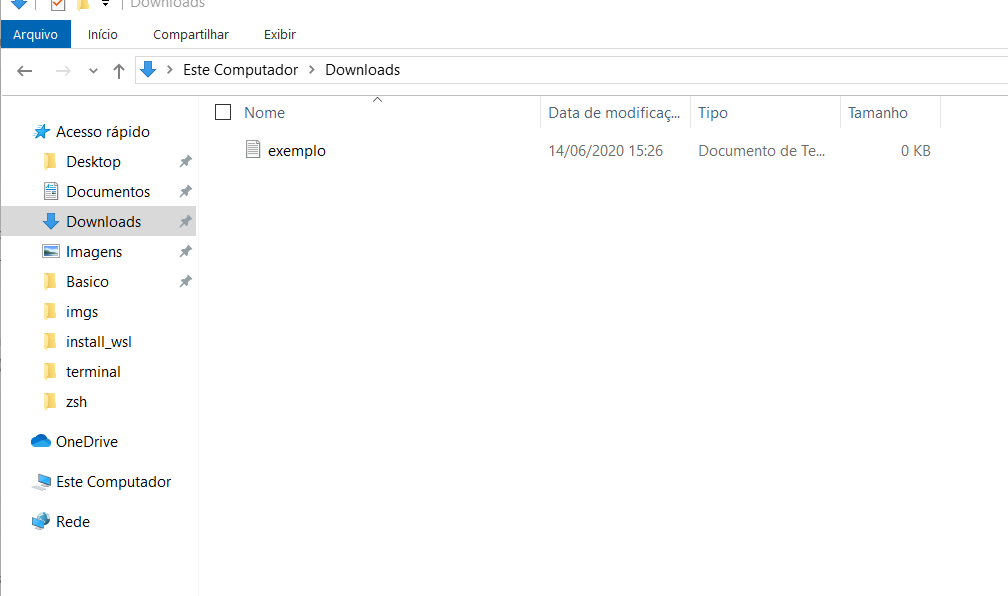 Downloads
Arquivo Início Compartilhar Exibir
Este Computador Downloads
Nome Data de modificaç... Tipo Tamanho
exemplo 14/06/2020 15:26 Documento de Te... 0 KB
Acesso rápido
Desktop
Documentos
Downloads
Imagens
Basico
imgs
install_wsl
terminal
zsh
OneDrive
Este Computador
Rede